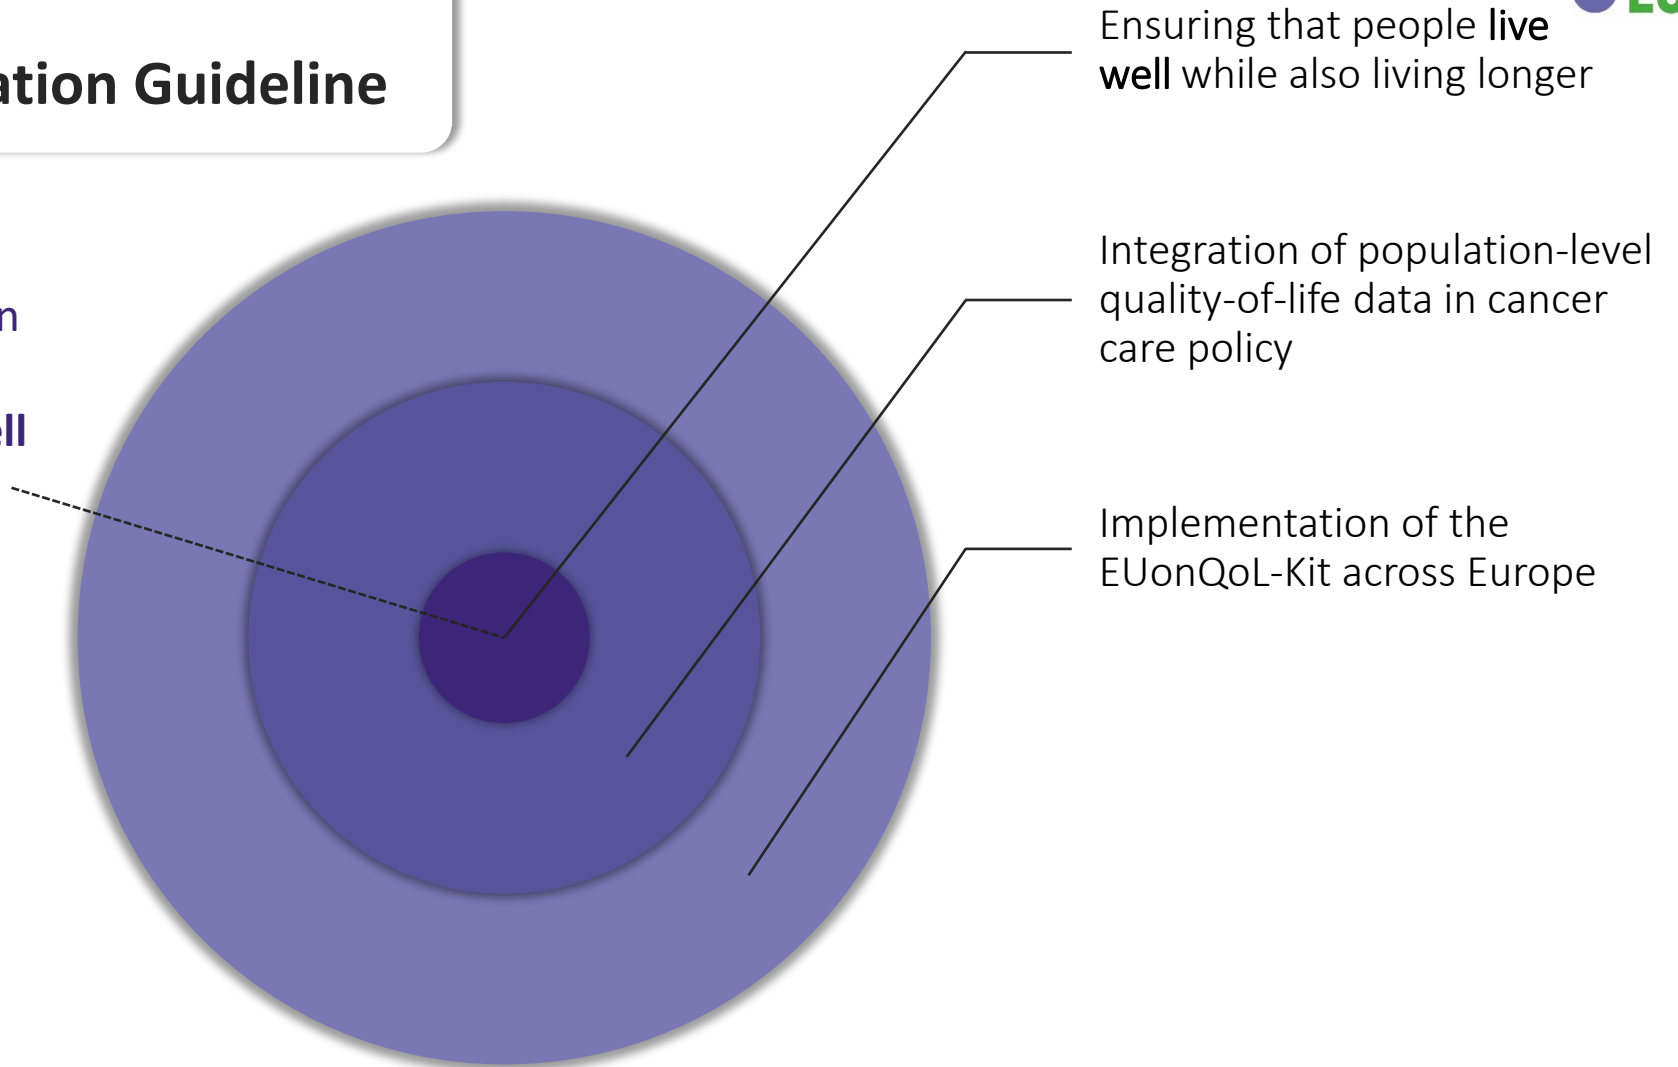 Guideline
Ensuring that people live
well while also living longer
Integration of population-level
quality-of-life data in cancer
care policy
Implementation of the
EUonQoL-Kit across Europe